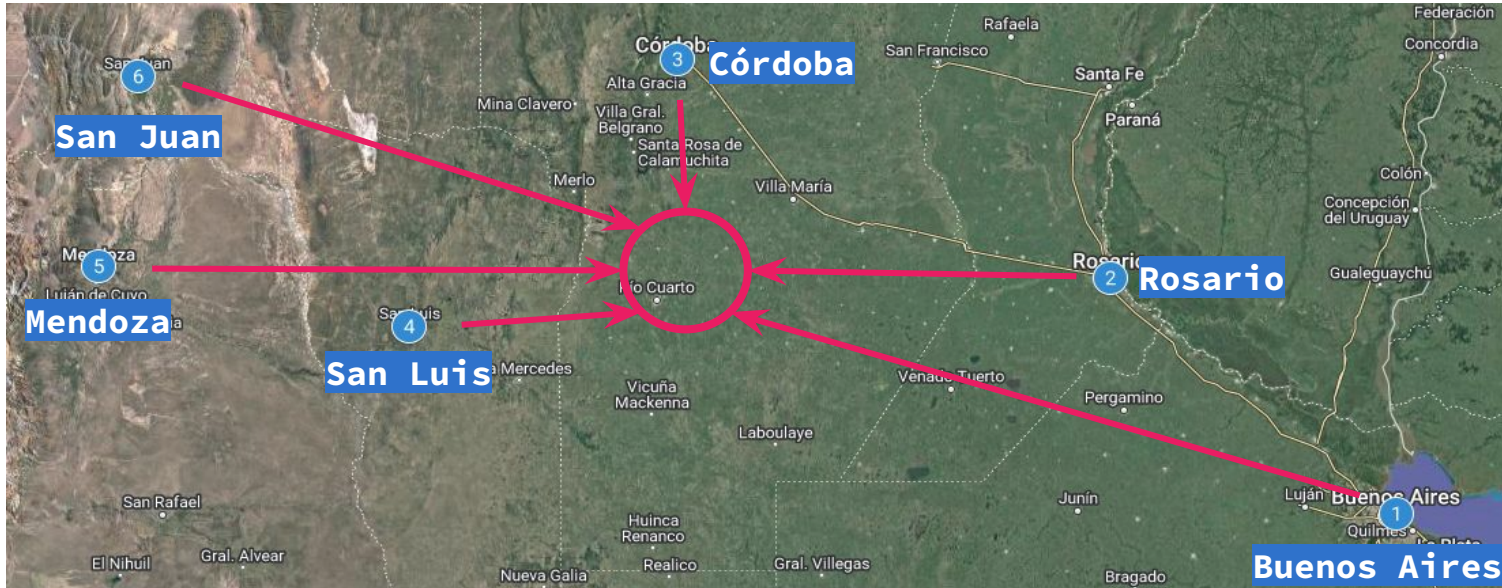 Federación
Rafaela
Córdoba
3
Córdoba
San Francisco
Concordia
San Juan
6
Santa Fe
Alta Gracia
Mina Clavero
Villa Gral.
Belgrano
Paraná
San Juan
Santa Rosa de
Calamuchita
Merlo
Villa María
Colón
Concepción
del Uruguay
Mendoza
5
Rosario
2
Rosario
Gualeguaychú
Luján de Cuyo
Río Cuarto
Mendoza
San Luis
4
San Luis
Mercedes
Venado Tuerto
Vicuña
Mackenna
Pergamino
Laboulaye
San Rafael
Junín
Luján
Buenos Aires
1
Huinca
Renanco
Quilmes
La Plata
El Nihuil
Gral. Alvear
Nueva Galia
Realico
Gral. Villegas
Bragado
Buenos Aires